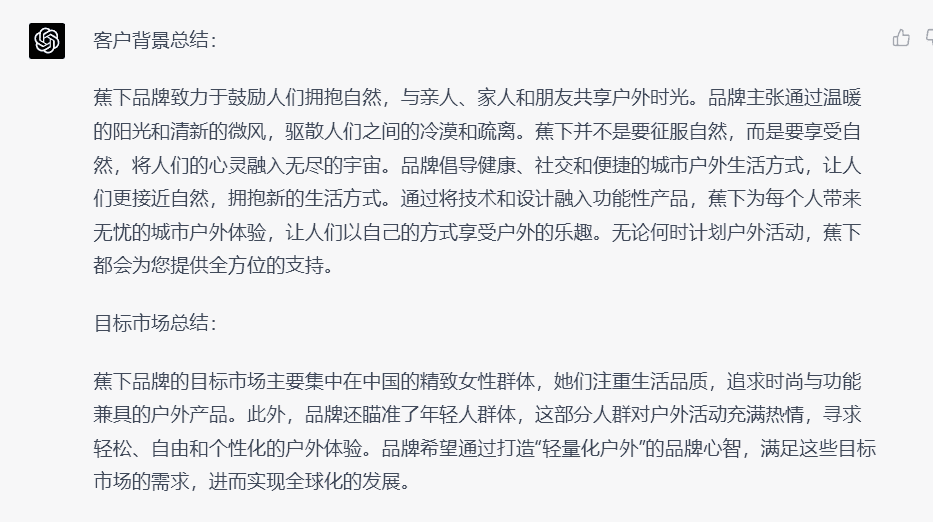 客户背景总结：
蕉下品牌致力于鼓励人们拥抱自然，与亲人、家人和朋友共享户外时光。品牌主张通过温暖
的阳光和清新的微风，驱散人们之间的冷漠和疏离。蕉下并不是要征服自然，而是要享受自
然，将人们的心灵融入无尽的宇宙。品牌倡导健康、社交和便捷的城市户外生活方式，让人
们更接近自然，拥抱新的生活方式。通过将技术和设计融入功能性产品，蕉下为每个人带来
无忧的城市户外体验，让人们以自己的方式享受户外的乐趣。无论何时计划户外活动，蕉下
都会为您提供全方位的支持。
目标市场总结：
蕉下品牌的目标市场主要集中在中国的精致女性群体，她们注重生活品质，追求时尚与功能
兼具的户外产品。此外，品牌还瞄准了年轻人群体，这部分人群对户外活动充满热情，寻求
轻松、自由和个性化的户外体验。品牌希望通过打造“轻量化户外”的品牌心智，满足这些目标
市场的需求，进而实现全球化的发展。